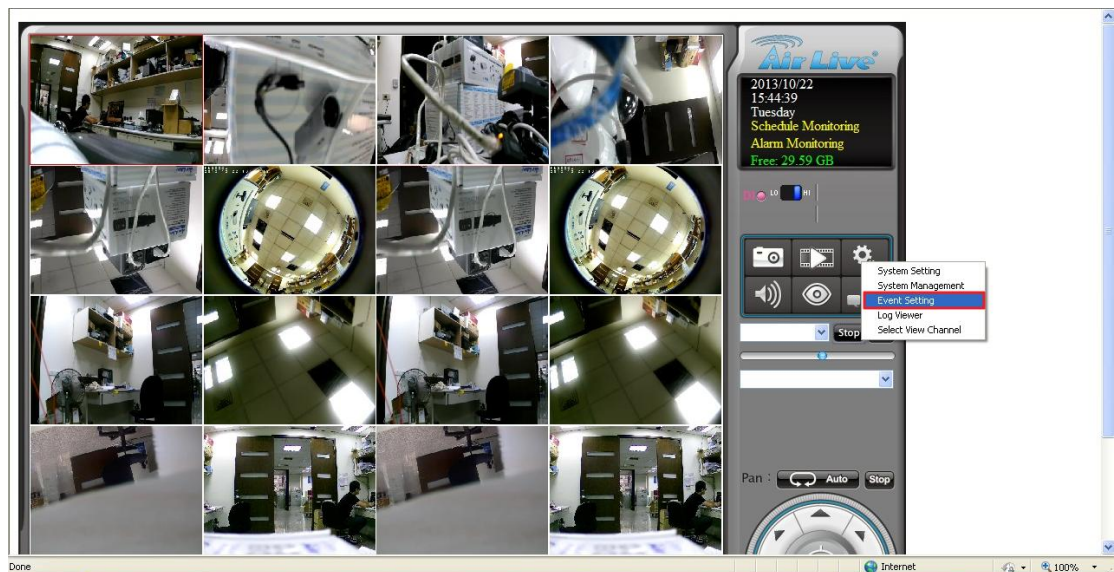 Air Live
2013/10/22
15:44:39
Tuesday
Schedule Monitoring
Alarm Monitoring
Free: 29.59 GB
LO HI
System Setting
System Management
Event Setting
Log Viewer
Select View Channel
Stop
Pan : Auto Stop
Done Internet 100%